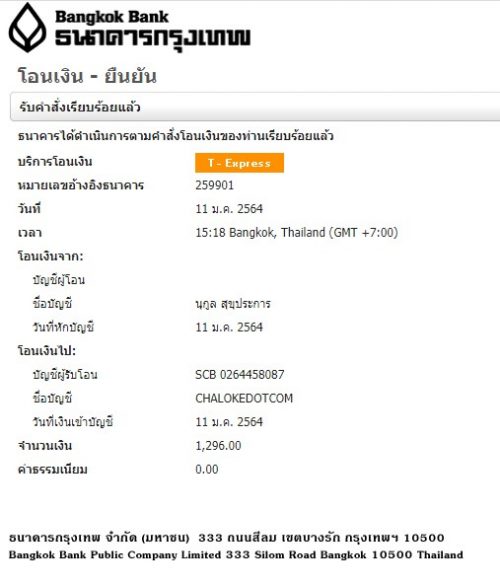 Bangkok Bank
ธนาคารกรุงเทพ
โอนเงิน - ยืนยัน
รับคำสั่งเรียบร้อยแล้ว
ธนาคารได้ดำเนินการตามคำสั่งโอนเงินของท่านเรียบร้อยแล้ว
บริการโอนเงิน T - Express
หมายเลขอ้างอิงธนาคาร 259901
วันที่ 11 ม.ค. 2564
เวลา 15:18 Bangkok, Thailand (GMT +7:00)
โอนเงินจาก:
บัญชีผู้โอน
ชื่อบัญชี นุกูล สุขประการ
วันที่หักบัญชี 11 ม.ค. 2564
โอนเงินไป:
บัญชีผู้รับโอน SCB 0264458087
ชื่อบัญชี CHALOKEDOTCOM
วันที่เงินเข้าบัญชี 11 ม.ค. 2564
จำนวนเงิน 1,296.00
ค่าธรรมเนียม 0.00
ธนาคารกรุงเทพ จำกัด (มหาชน) 333 ถนนสีลม เขตบางรัก กรุงเทพฯ 10500
Bangkok Bank Public Company Limited 333 Silom Road Bangkok 10500 Thailand